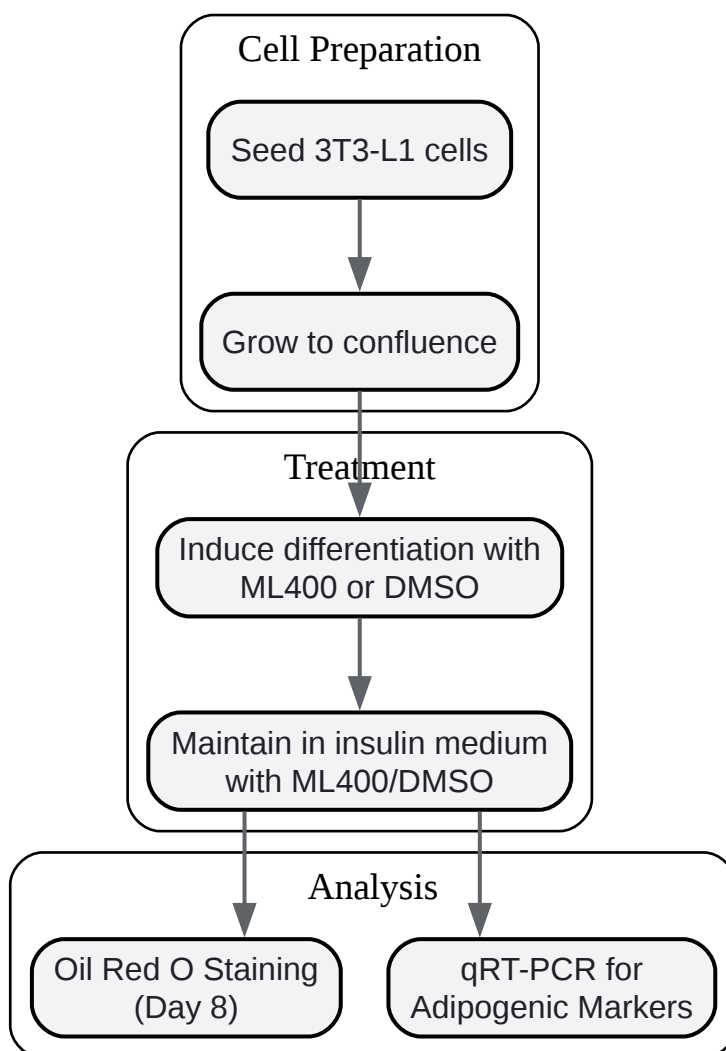 Cell Preparation
Seed 3T3-L1 cells
Grow to confluence
Treatment
Induce differentiation with
ML400 or DMSO
Maintain in insulin medium
with ML400/DMSO
Analysis
Oil Red O Staining
(Day 8)
qRT-PCR for
Adipogenic Markers